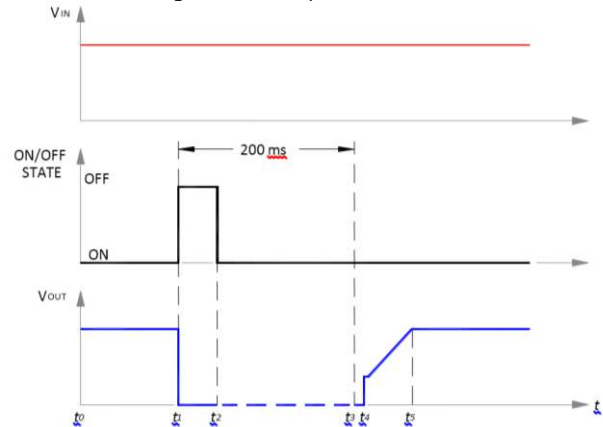 VIN
ON/OFF
STATE
OFF
200 ms
ON
VOUT
t0 t1 t2 t3 t4 t5 t